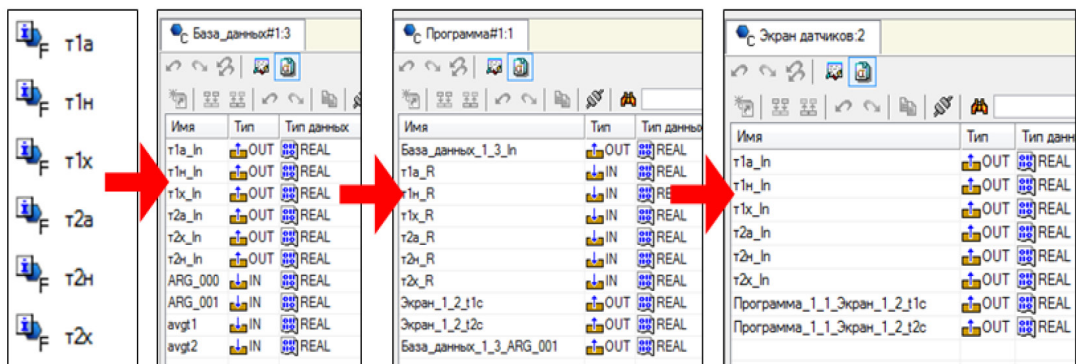 т1а
т1н
т1х
т2а
т2н
т2х
База_данных#1:3
Имя Тип Тип данных
т1а_In OUT REAL
т1н_In OUT REAL
т1х_In OUT REAL
т2а_In OUT REAL
т2х_In OUT REAL
т2н_In OUT REAL
ARG_000 IN REAL
ARG_001 IN REAL
avgt1 IN REAL
avgt2 IN REAL
Программа#1:1
Имя Тип Тип данны
База_данных_1_3_In OUT REAL
т1а_R IN REAL
т1н_R IN REAL
т1х_R IN REAL
т2а_R IN REAL
т2н_R IN REAL
т2х_R IN REAL
Экран_1_2_t1c OUT REAL
Экран_1_2_t2c OUT REAL
База_данных_1_3_ARG_001 OUT REAL
Экран датчиков:2
Имя Тип Тип данн
т1а_In OUT REAL
т1н_In OUT REAL
т1х_In OUT REAL
т2а_In OUT REAL
т2н_In OUT REAL
т2х_In OUT REAL
Программа_1_1_Экран_1_2_t1c OUT REAL
Программа_1_1_Экран_1_2_t2c OUT REAL